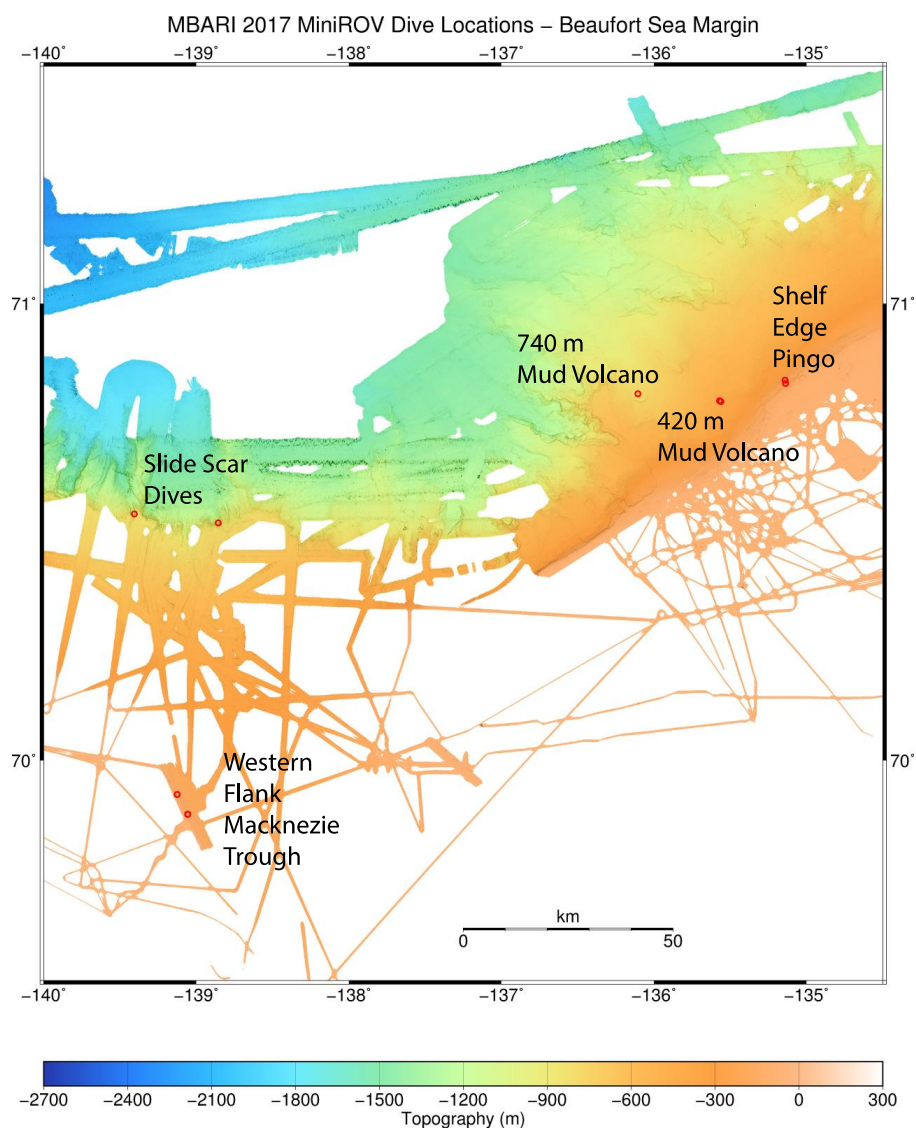 MBARI 2017 MiniROV Dive Locations – Beaufort Sea Margin
−140˚ −139˚ −138˚ −137˚ −136˚ −135˚
71˚ 71˚
Shelf
Edge
Pingo
740 m
Mud Volcano
420 m
Mud Volcano
Slide Scar
Dives
70˚ 70˚
Western
Flank
Macknezie
Trough
km
0 50
−140˚ −139˚ −138˚ −137˚ −136˚ −135˚
−2700 −2400 −2100 −1800 −1500 −1200 −900 −600 −300 0 300
Topography (m)